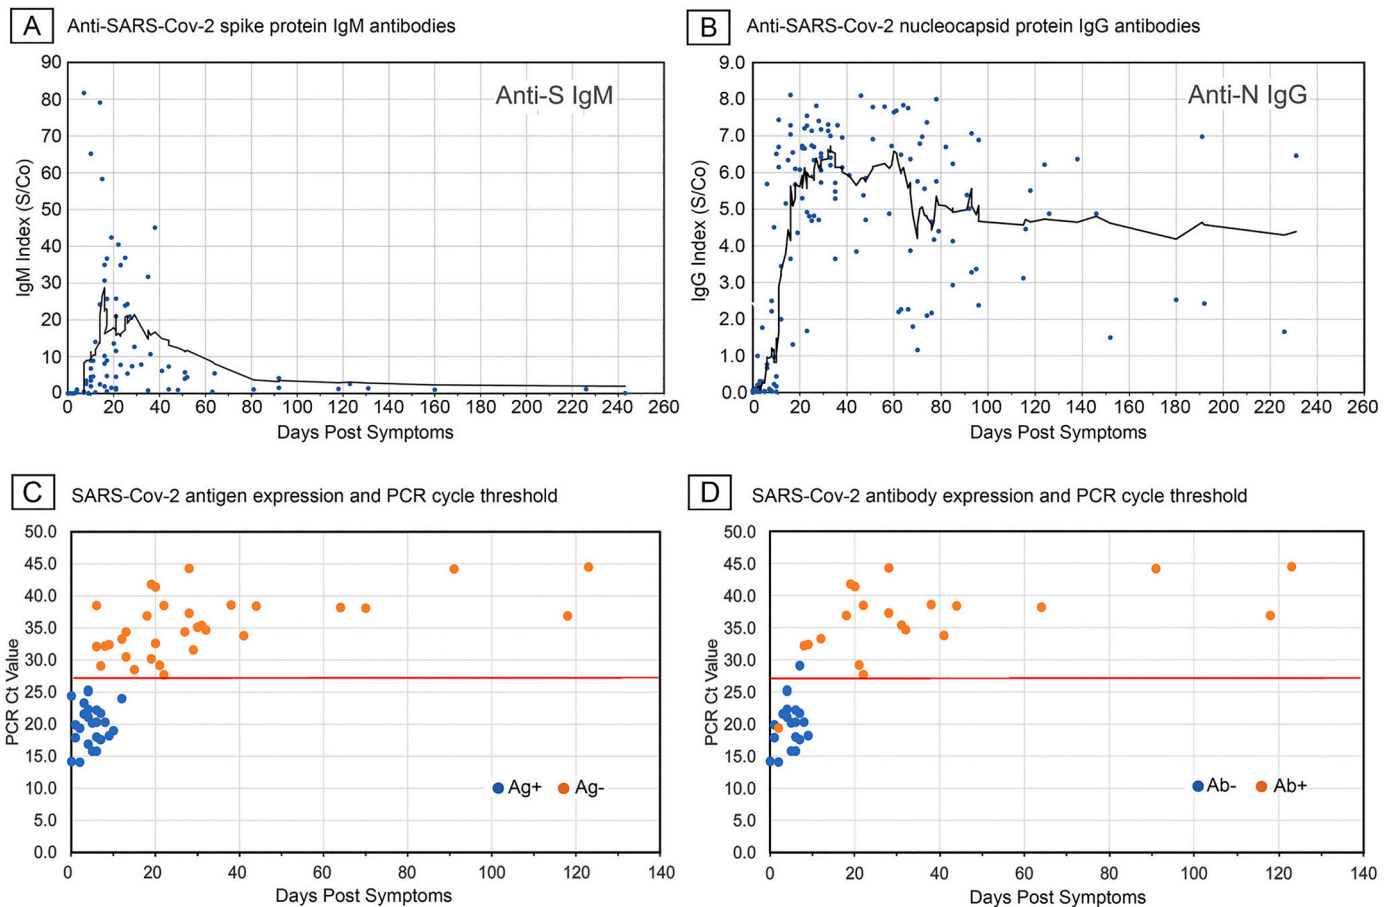 A Anti-SARS-Cov-2 spike protein IgM antibodies
90
80
70
60
50
40
30
20
10
0
IgM Index (S/Co)
Anti-S IgM
0 20 40 60 80 100 120 140 160 180 200 220 240 260
Days Post Symptoms
B Anti-SARS-Cov-2 nucleocapsid protein IgG antibodies
9.0
8.0
7.0
6.0
5.0
4.0
3.0
2.0
1.0
0.0
IgG Index (S/Co)
Anti-N IgG
0 20 40 60 80 100 120 140 160 180 200 220 240 260
Days Post Symptoms
C SARS-Cov-2 antigen expression and PCR cycle threshold
50.0
45.0
40.0
35.0
30.0
25.0
20.0
15.0
10.0
5.0
0.0
PCR Ct Value
Ag+ Ag-
0 20 40 60 80 100 120 140
Days Post Symptoms
D SARS-Cov-2 antibody expression and PCR cycle threshold
50.0
45.0
40.0
35.0
30.0
25.0
20.0
15.0
10.0
5.0
0.0
PCR Ct Value
Ab- Ab+
0 20 40 60 80 100 120 140
Days Post Symptoms